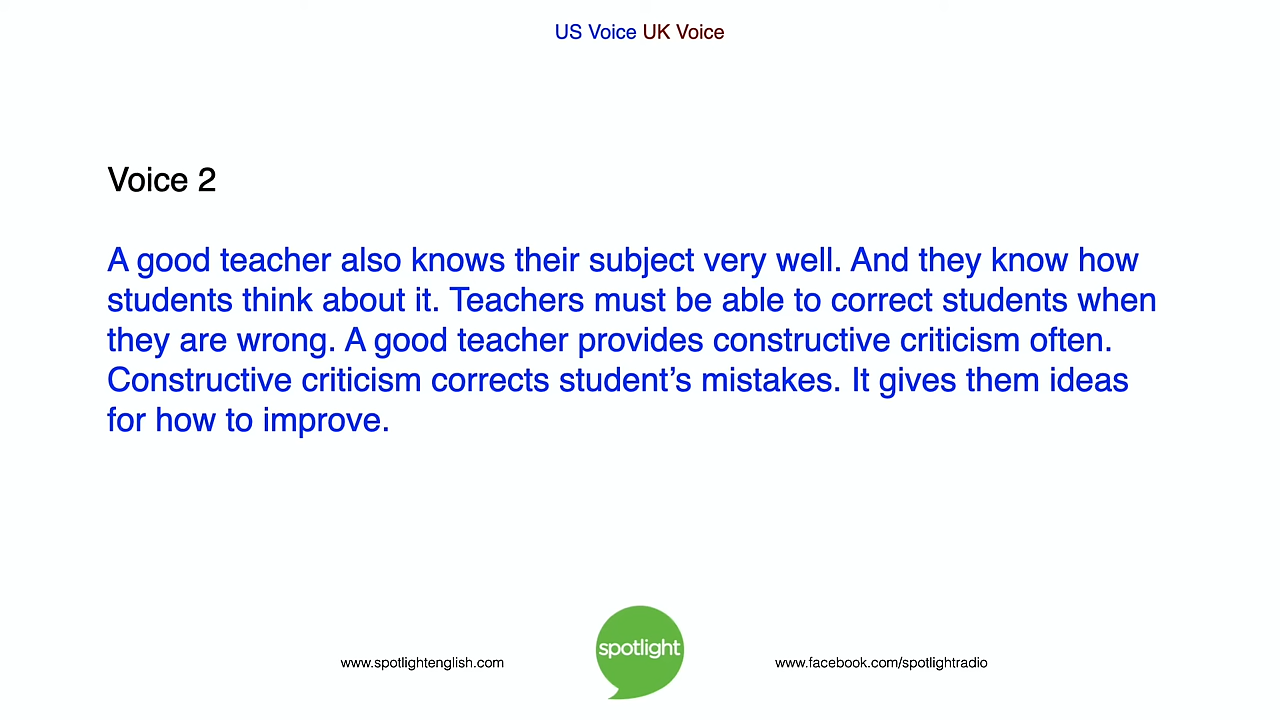 US Voice UK Voice
Voice 2
A good teacher also knows their subject very well. And they know how
students think about it. Teachers must be able to correct students when
they are wrong. A good teacher provides constructive criticism often.
Constructive criticism corrects student’s mistakes. It gives them ideas
for how to improve.
www.spotlightenglish.com
spotlight
www.facebook.com/spotlightradio